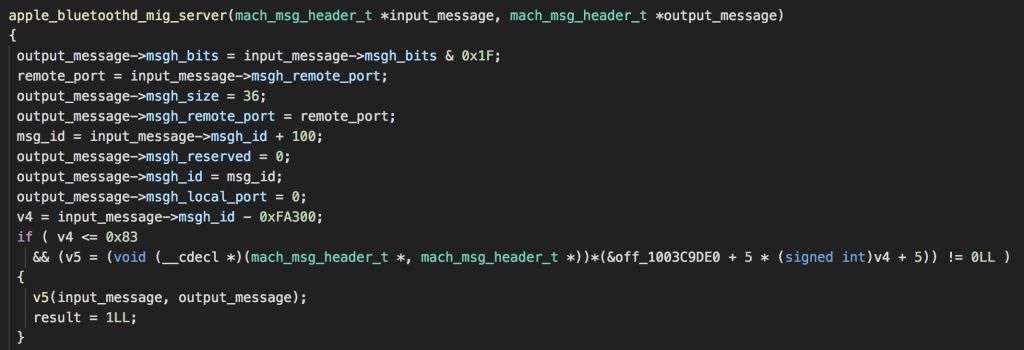 apple_bluetoothd_mig_server(mach_msg_header_t *input_message, mach_msg_header_t *output_message)
{
output_message->msgh_bits = input_message->msgh_bits & 0x1F;
remote_port = input_message->msgh_remote_port;
output_message->msgh_size = 36;
output_message->msgh_remote_port = remote_port;
msg_id = input_message->msgh_id + 100;
output_message->msgh_reserved = 0;
output_message->msgh_id = msg_id;
output_message->msgh_local_port = 0;
v4 = input_message->msgh_id - 0xFA300;
if ( v4 <= 0x83
&& (v5 = (void (__cdecl *)(mach_msg_header_t *, mach_msg_header_t *))*(&off_1003C9DE0 + 5 * (signed int)v4 + 5)) != 0LL )
{
v5(input_message, output_message);
result = 1LL;
}